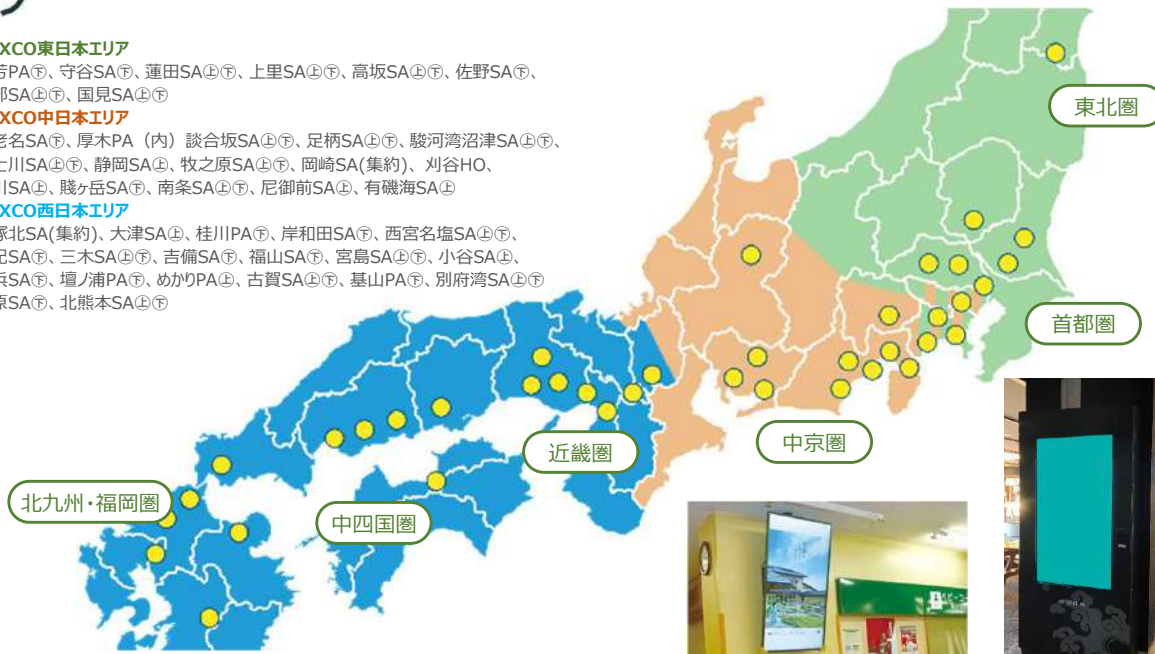 XCO東日本エリア
PA㊦、守谷SA㊦、蓮田SA㊤㊦、上里SA㊤㊦、高坂SA㊤㊦、佐野SA㊦、
SA㊤㊦、国見SA㊤㊦
XCO中日本エリア
老名SA㊦、厚木PA（内）談合坂SA㊤㊦、足柄SA㊤㊦、駿河湾沼津SA㊤㊦、
川SA㊤㊦、静岡SA㊤、牧之原SA㊤㊦、岡崎SA(集約)、刈谷HO、
川SA㊤、賤ヶ岳SA㊦、南条SA㊤㊦、尼御前SA㊤、有磯海SA㊤
XCO西日本エリア
塚北SA(集約)、大津SA㊤、桂川PA㊦、岸和田SA㊦、西宮名塩SA㊤㊦、
SA㊦、三木SA㊤㊦、吉備SA㊦、福山SA㊦、宮島SA㊤㊦、小谷SA㊤、
浜SA㊦、壇ノ浦PA㊦、めかりPA㊤、古賀SA㊤㊦、基山PA㊦、別府湾SA㊤㊦
原SA㊦、北熊本SA㊤㊦
東北圏
首都圏
中京圏
近畿圏
中四国圏
北九州・福岡圏